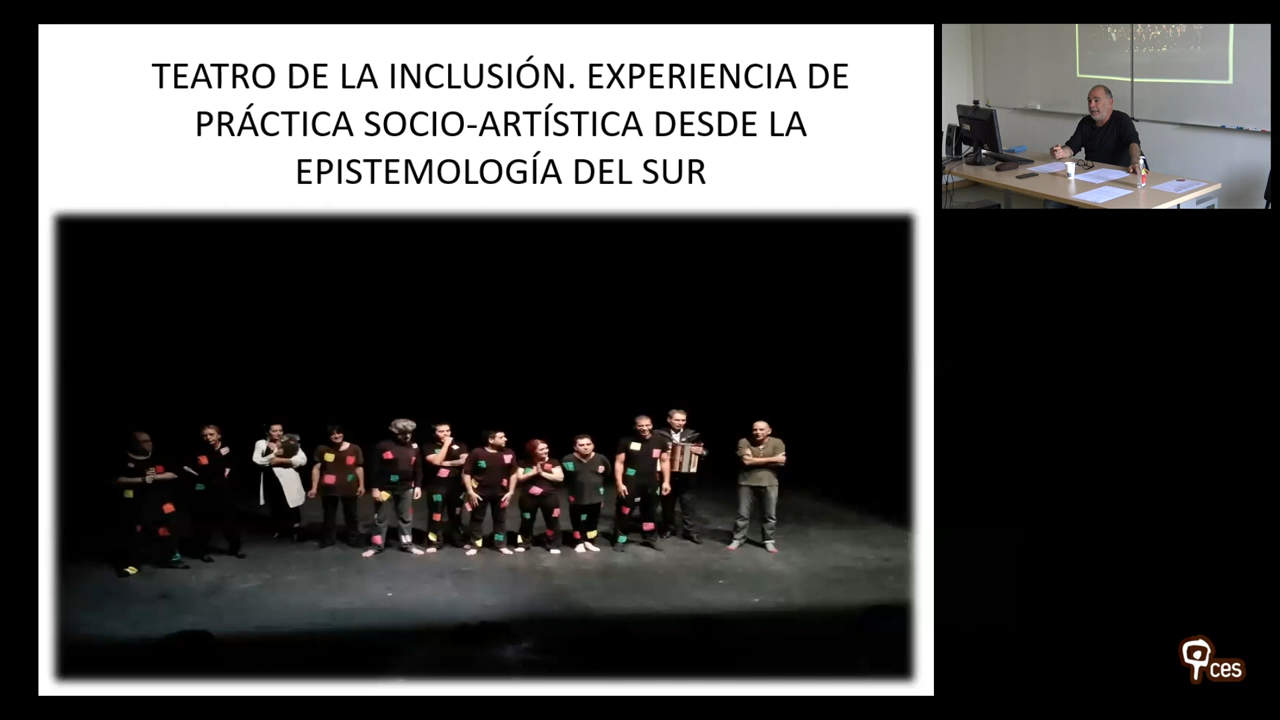 TEATRO DE LA INCLUSIÓN. EXPERIENCIA DE
PRÁCTICA SOCIO-ARTÍSTICA DESDE LA
EPISTEMOLOGÍA DEL SUR
ces